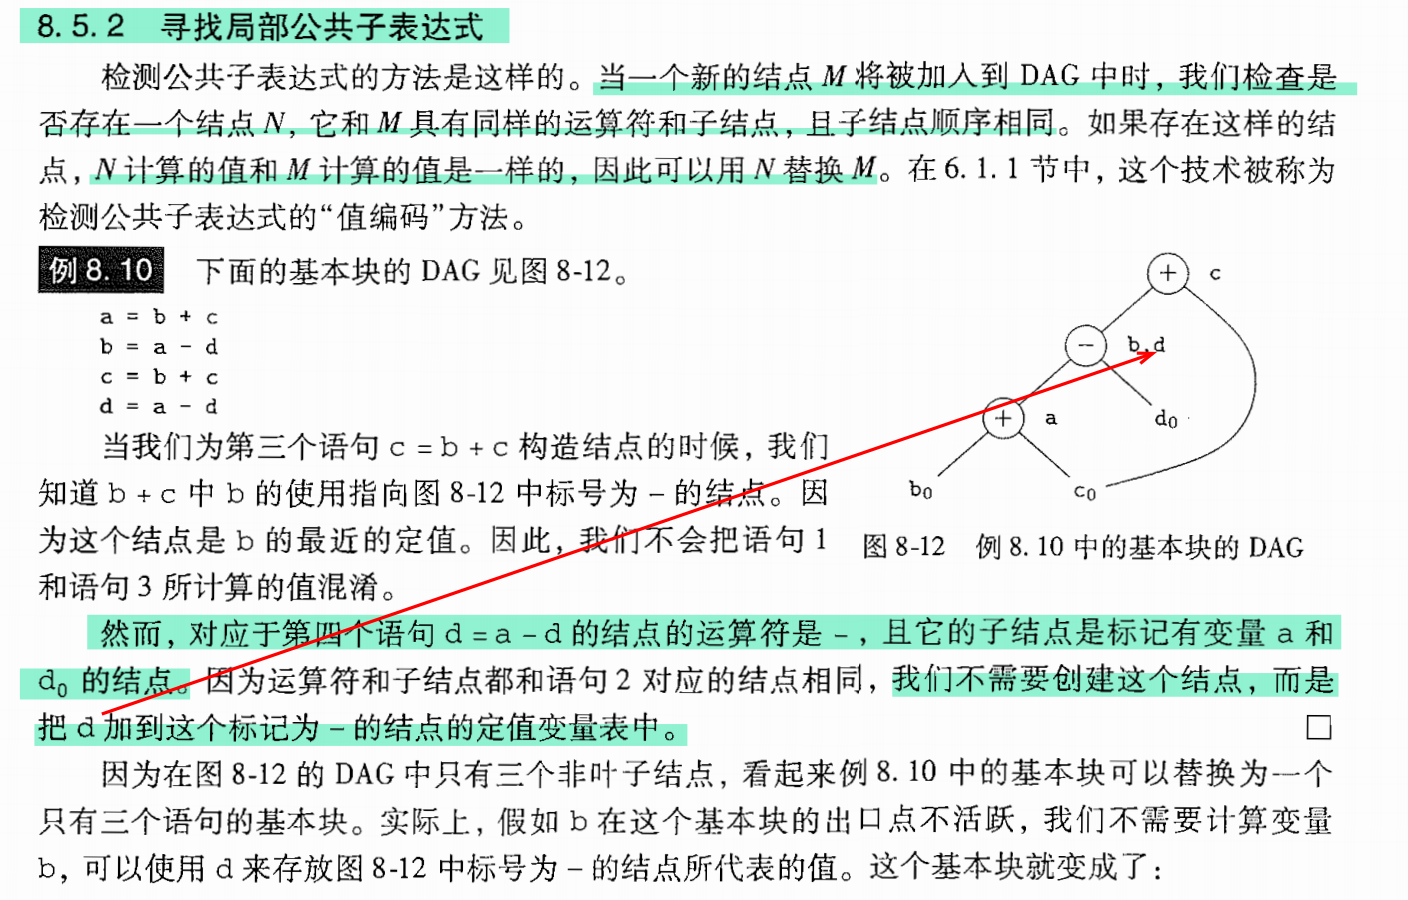 8.5.2 寻找局部公共子表达式
检测公共子表达式的方法是这样的。当一个新的结点 M 将被加入到 DAG 中时，我们检查是
否存在一个结点 N，它和 M 具有同样的运算符和子结点，且子结点顺序相同。如果存在这样的结
点，N 计算的值和 M 计算的值是一样的，因此可以用 N 替换 M。在 6.1.1 节中，这个技术被称为
检测公共子表达式的“值编码”方法。
例 8.10 下面的基本块的 DAG 见图 8-12。
a = b + c
b = a - d
c = b + c
d = a - d
当我们为第三个语句 c = b + c 构造结点的时候，我们
知道 b + c 中 b 的使用指向图 8-12 中标号为 - 的结点。因
为这个结点是 b 的最近的定值。因此，我们不会把语句 1
和语句 3 所计算的值混淆。
+ c
- b,d
+ a
d0
b0
c0
图 8-12 例 8.10 中的基本块的 DAG
然而，对应于第四个语句 d = a - d 的结点的运算符是 -，且它的子结点是标记有变量 a 和
d0 的结点。因为运算符和子结点都和语句 2 对应的结点相同，我们不需要创建这个结点，而是
把 d 加到这个标记为 - 的结点的定值变量表中。 □
因为在图 8-12 的 DAG 中只有三个非叶子结点，看起来例 8.10 中的基本块可以替换为一个
只有三个语句的基本块。实际上，假如 b 在这个基本块的出口点不活跃，我们不需要计算变量
b，可以使用 d 来存放图 8-12 中标号为 - 的结点所代表的值。这个基本块就变成了：